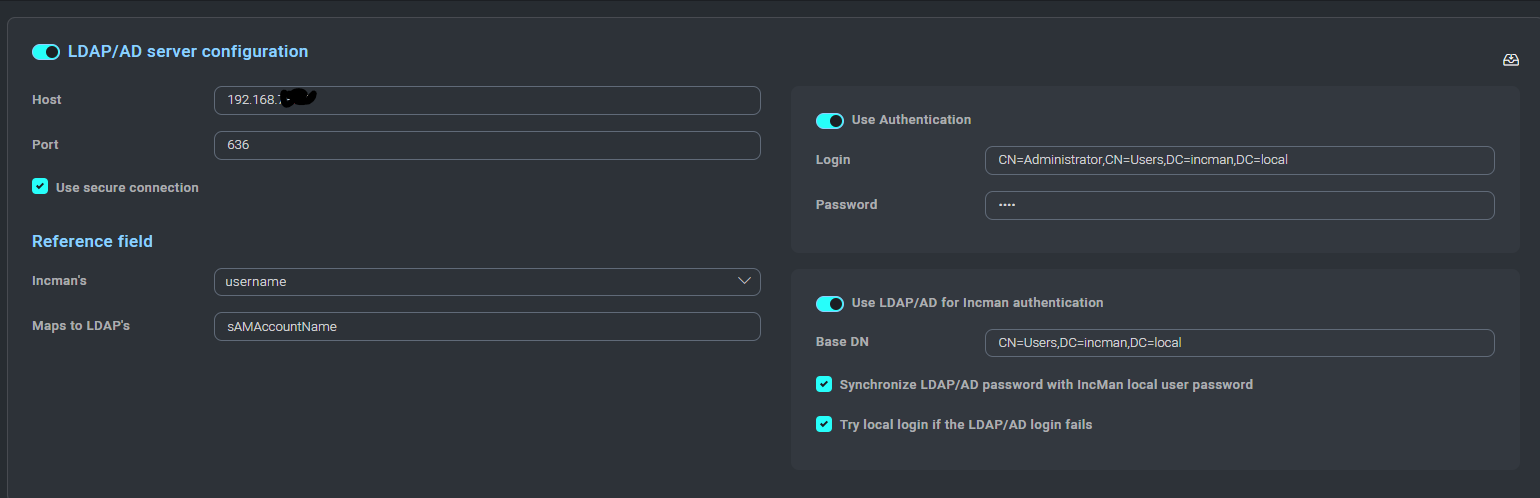 LDAP/AD server configuration
Host
192.168.
Port
636
Use secure connection
Reference field
Incman's
username
Maps to LDAP's
sAMAccountName
Use Authentication
Login
CN=Administrator,CN=Users,DC=incman,DC=local
Password
••••
Use LDAP/AD for Incman authentication
Base DN
CN=Users,DC=incman,DC=local
Synchronize LDAP/AD password with IncMan local user password
Try local login if the LDAP/AD login fails